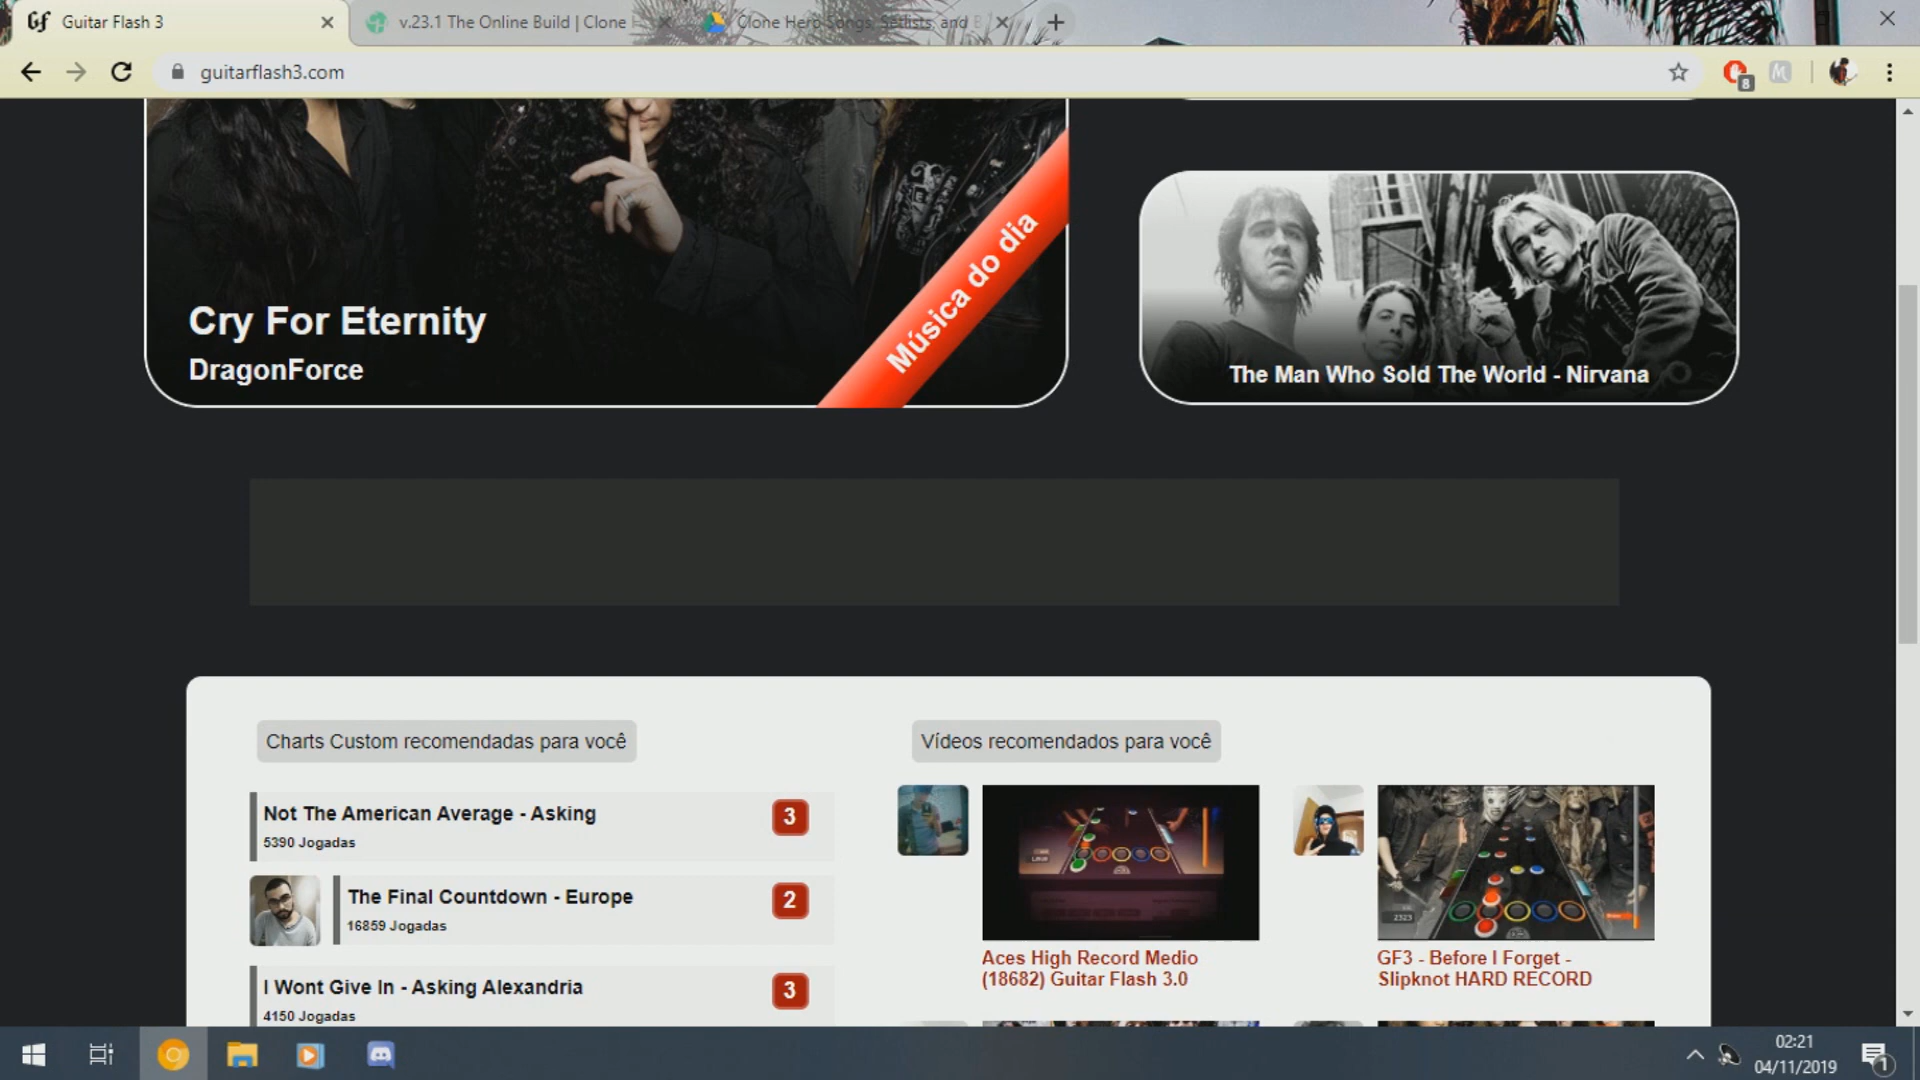 Gf Guitar Flash 3
v.23.1 The Online Build | Clone H
Clone Hero Songs, Setlists, and B
guitarflash3.com
8
Cry For Eternity
DragonForce
Música do dia
The Man Who Sold The World - Nirvana
Charts Custom recomendadas para você
Not The American Average - Asking
3
5390 Jogadas
The Final Countdown - Europe
2
16859 Jogadas
I Wont Give In - Asking Alexandria
3
4150 Jogadas
Vídeos recomendados para você
2323
Aces High Record Medio
(18682) Guitar Flash 3.0
GF3 - Before I Forget -
Slipknot HARD RECORD
02:21
04/11/2019
1